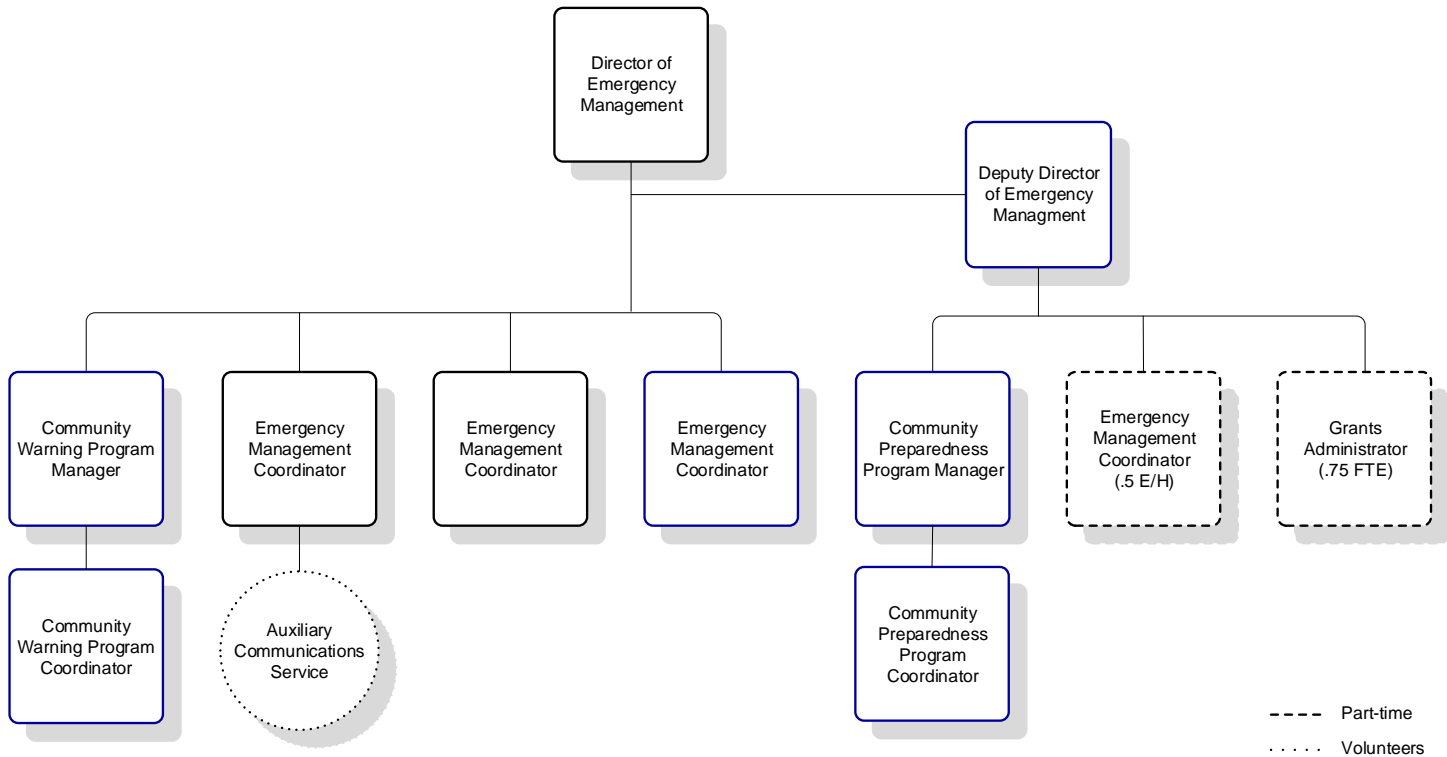 Director of
Emergency
Management
Deputy Director
of Emergency
Managment
Community
Warning Program
Manager
Emergency
Management
Coordinator
Emergency
Management
Coordinator
Emergency
Management
Coordinator
Community
Preparedness
Program Manager
Emergency
Management
Coordinator
(.5 E/H)
Grants
Administrator
(.75 FTE)
Community
Warning Program
Coordinator
Auxiliary
Communications
Service
Community
Preparedness
Program
Coordinator
Part-time
Volunteers